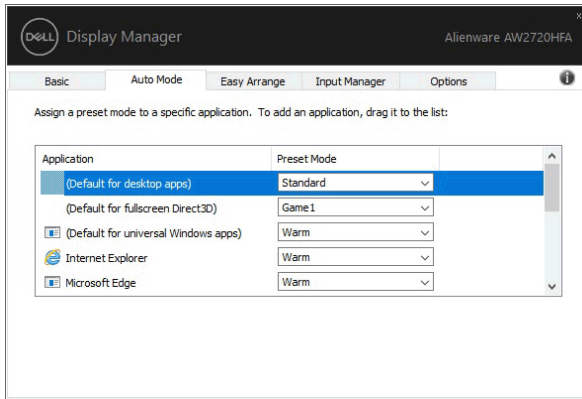 DELL Display Manager Alienware AW2720HFA
Basic Auto Mode Easy Arrange Input Manager Options
Assign a preset mode to a specific application. To add an application, drag it to the list:
Application Preset Mode
(Default for desktop apps) Standard
(Default for fullscreen Direct3D) Game1
(Default for universal Windows apps) Warm
Internet Explorer Warm
Microsoft Edge Warm